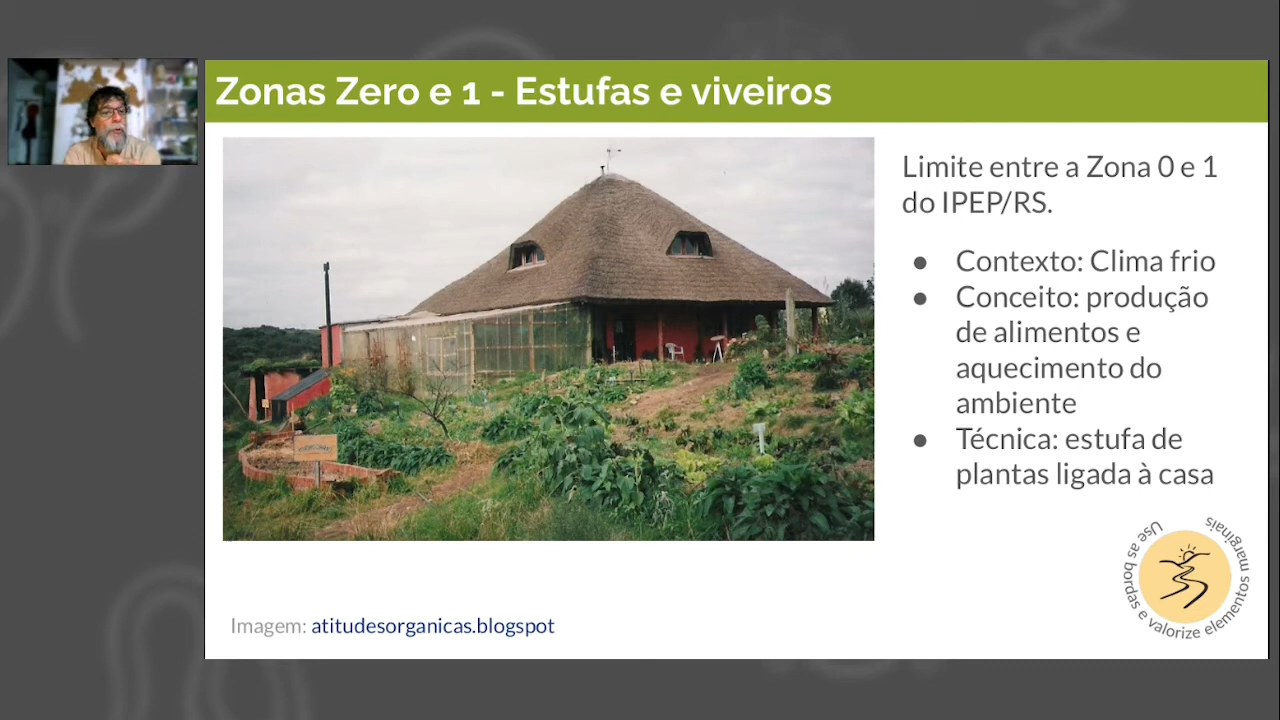 Zonas Zero e 1 - Estufas e viveiros
Limite entre a Zona 0 e 1
do IPEP/RS.
● Contexto: Clima frio
● Conceito: produção
de alimentos e
aquecimento do
ambiente
● Técnica: estufa de
plantas ligada à casa
Use as bordas e valorize elementos marginais
Imagem: atitudesorganicas.blogspot